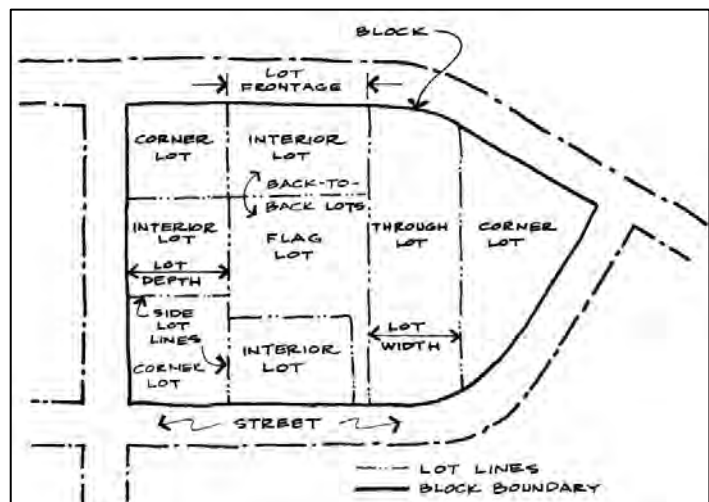 BLOCK
LOT
FRONTAGE
CORNER
LOT
INTERIOR
LOT
BACK-TO-
BACK LOTS
INTERIOR
LOT
FLAG
LOT
THROUGH
LOT
CORNER
LOT
LOT
DEPTH
SIDE
LOT
LINES
CORNER
LOT
INTERIOR
LOT
LOT
WIDTH
STREET
LOT LINES
BLOCK BOUNDARY